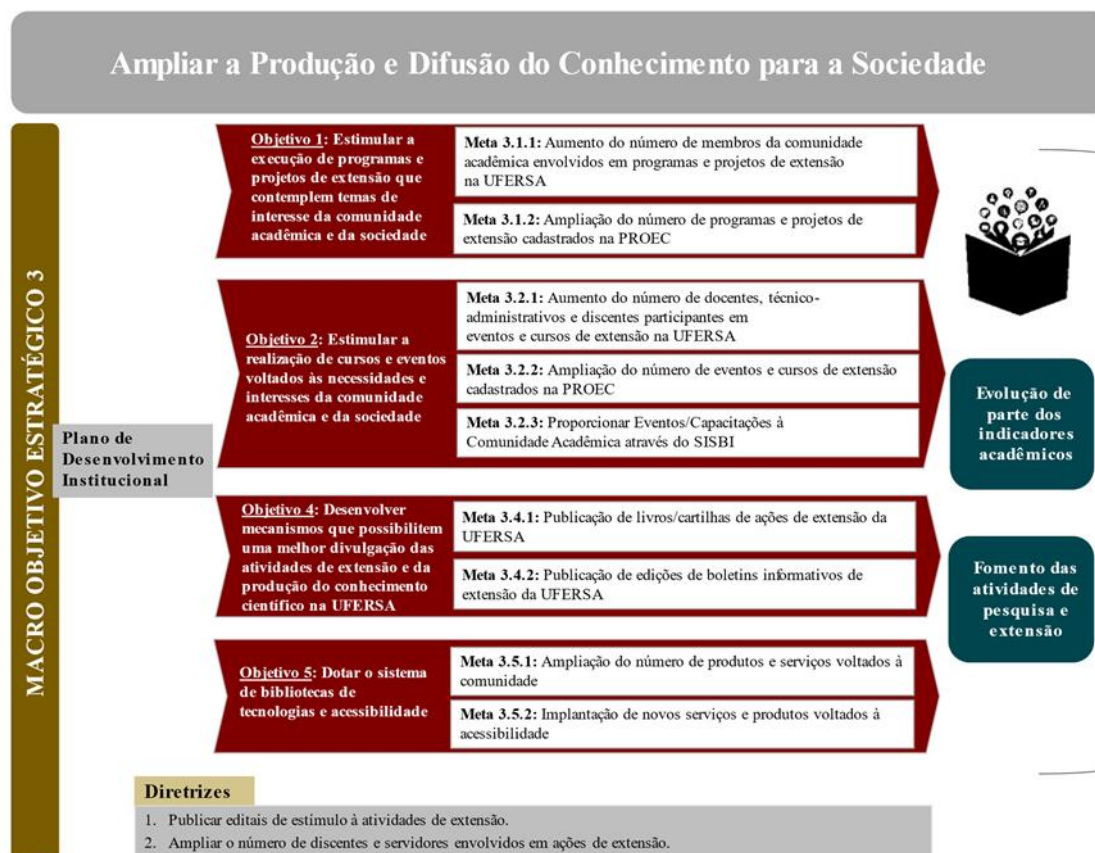 Ampliar a Produção e Difusão do Conhecimento para a Sociedade
MACRO OBJETIVO ESTRATÉGICO 3
Plano de
Desenvolvimento
Institucional
Objetivo 1: Estimular a
execução de programas e
projetos de extensão que
contemplem temas de
interesse da comunidade
acadêmica e da sociedade
Meta 3.1.1: Aumento do número de membros da comunidade
acadêmica envolvidos em programas e projetos de extensão
na UFERSA
Meta 3.1.2: Ampliação do número de programas e projetos de
extensão cadastrados na PROEC
Objetivo 2: Estimular a
realização de cursos e eventos
voltados às necessidades e
interesses da comunidade
acadêmica e da sociedade
Meta 3.2.1: Aumento do número de docentes, técnico-
administrativos e discentes participantes em
eventos e cursos de extensão na UFERSA
Meta 3.2.2: Ampliação do número de eventos e cursos de extensão
cadastrados na PROEC
Meta 3.2.3: Proporcionar Eventos/Capacitações à
Comunidade Acadêmica através do SISBI
Objetivo 4: Desenvolver
mecanismos que possibilitem
uma melhor divulgação das
atividades de extensão e da
produção do conhecimento
científico na UFERSA
Meta 3.4.1: Publicação de livros/cartilhas de ações de extensão da
UFERSA
Meta 3.4.2: Publicação de edições de boletins informativos de
extensão da UFERSA
Objetivo 5: Dotar o sistema
de bibliotecas de
tecnologias e acessibilidade
Meta 3.5.1: Ampliação do número de produtos e serviços voltados à
comunidade
Meta 3.5.2: Implantação de novos serviços e produtos voltados à
acessibilidade
Evolução de
parte dos
indicadores
acadêmicos
Fomento das
atividades de
pesquisa e
extensão
Diretrizes
1. Publicar editais de estímulo à atividades de extensão.
2. Ampliar o número de discentes e servidores envolvidos em ações de extensão.